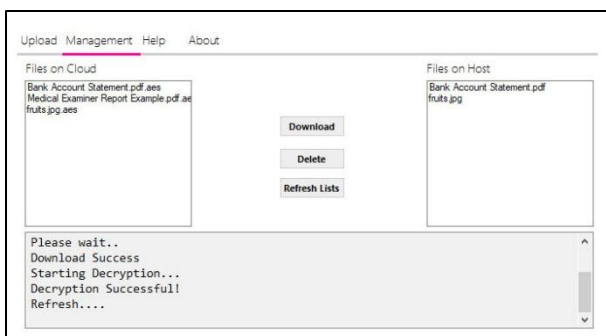 Upload Management Help About
Files on Cloud
Files on Host
Bank Account Statement.pdf.aes
Medical Examiner Report Example.pdf.ae
fruits.jpg.aes
Bank Account Statement.pdf
fruits.jpg
Download
Delete
Refresh Lists
Please wait..
Download Success
Starting Decryption...
Decryption Successful!
Refresh....